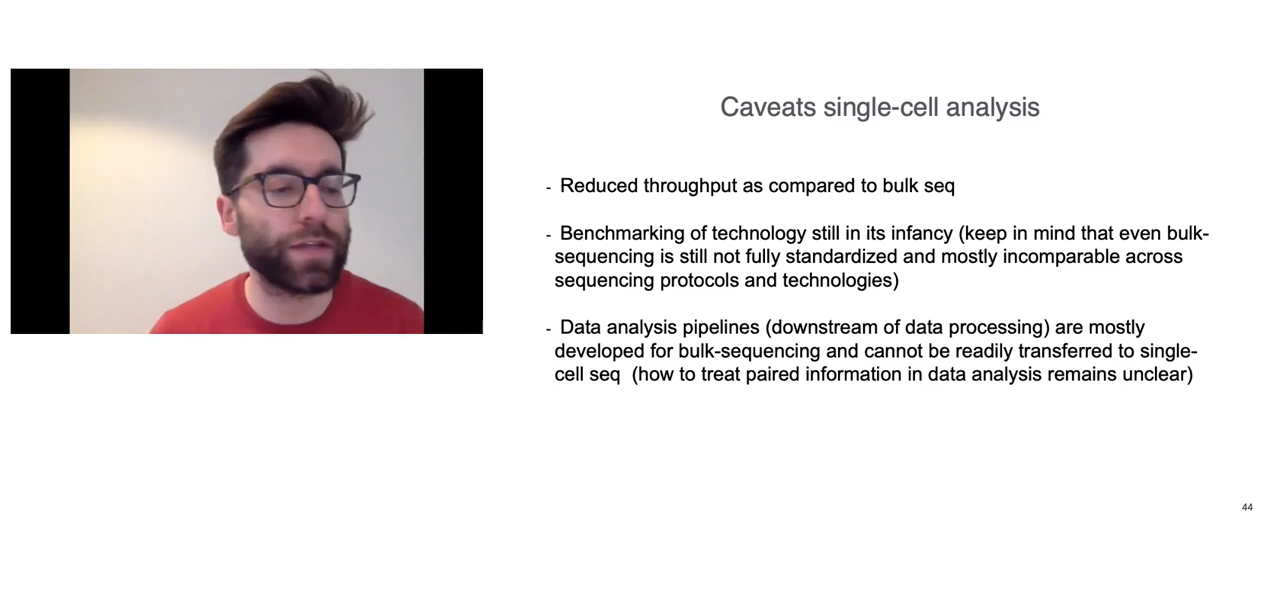 Caveats single-cell analysis
- Reduced throughput as compared to bulk seq
- Benchmarking of technology still in its infancy (keep in mind that even bulk-
sequencing is still not fully standardized and mostly incomparable across
sequencing protocols and technologies)
- Data analysis pipelines (downstream of data processing) are mostly
developed for bulk-sequencing and cannot be readily transferred to single-
cell seq  (how to treat paired information in data analysis remains unclear)
44